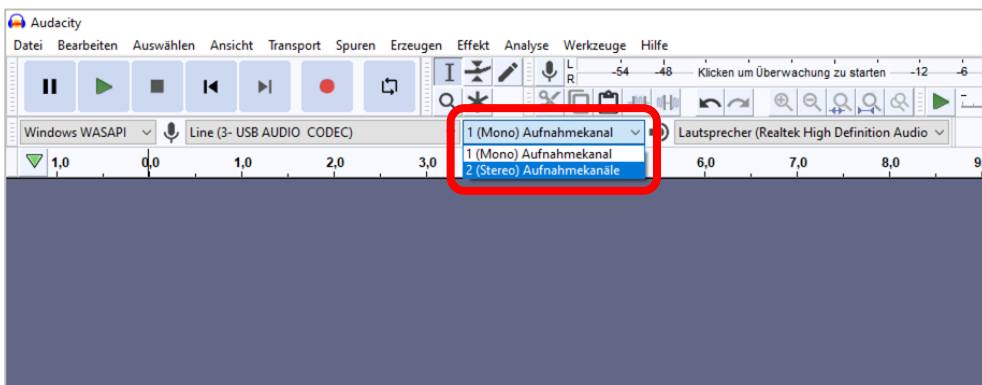 Audacity
Datei Bearbeiten Auswählen Ansicht Transport Spuren Erzeugen Effekt Analyse Werkzeuge Hilfe
L
R
-54 -48 Klicken um Überwachung zu starten -12 -6
Windows WASAPI Line (3- USB AUDIO CODEC) 1 (Mono) Aufnahmekanal Lautsprecher (Realtek High Definition Audio
1 (Mono) Aufnahmekanal
2 (Stereo) Aufnahmekanäle
1,0 0,0 1,0 2,0 3,0 6,0 7,0 8,0 9